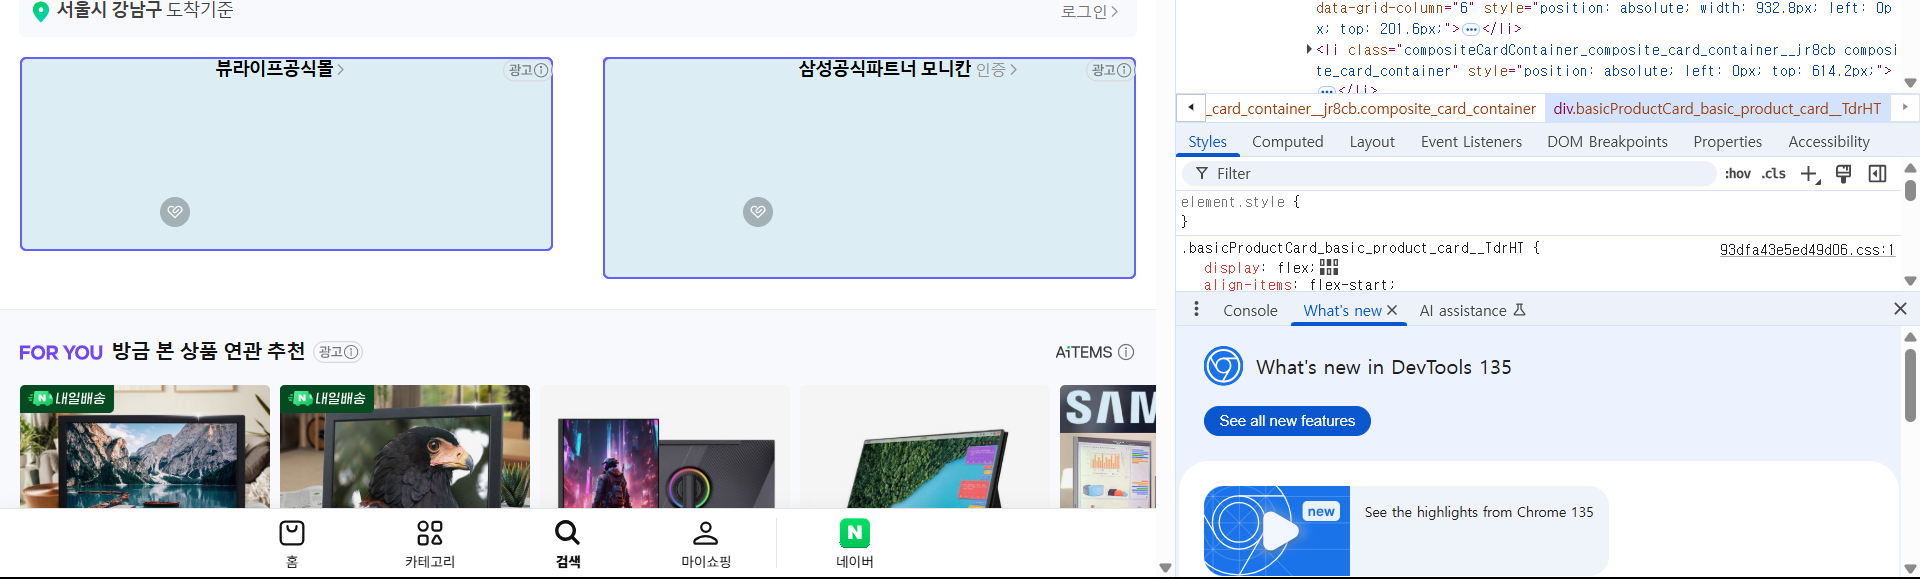 서울시 강남구 도착기준
로그인
뷰라이프공식몰
광고
삼성공식파트너 모니칸 인증
광고
FOR YOU 방금 본 상품 연관 추천 광고
AiTEMS
N 내일배송
N 내일배송
SAM
홈
카테고리
검색
마이쇼핑
N
네이버
data-grid-column="6" style="position: absolute; width: 932.8px; left: 0p
x; top: 201.6px;">…</li>
<li class="compositeCardContainer_composite_card_container__jr8cb composi
te_card_container" style="position: absolute; left: 0px; top: 614.2px;">
…</li>
_card_container__jr8cb.composite_card_container
div.basicProductCard_basic_product_card__TdrHT
Styles
Computed
Layout
Event Listeners
DOM Breakpoints
Properties
Accessibility
Filter
:hov
.cls
element.style {
}
.basicProductCard_basic_product_card__TdrHT {
93dfa43e5ed49d06.css:1
display: flex;
align-items: flex-start;
Console
What's new
AI assistance
What's new in DevTools 135
See all new features
new
See the highlights from Chrome 135